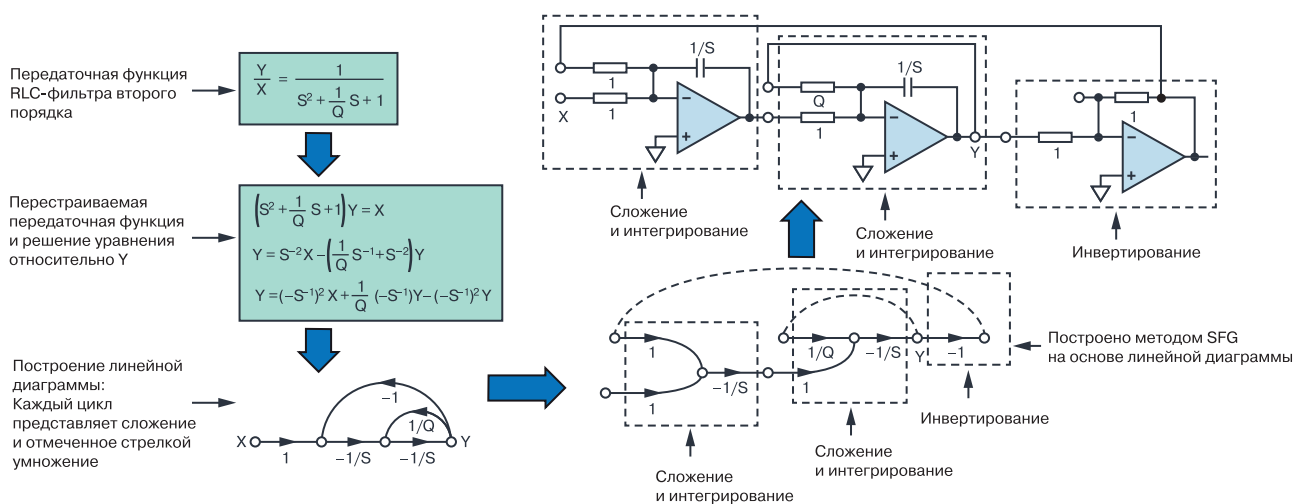 Передаточная функция
RLC-фильтра второго
порядка
Y/X = 1/(S² + 1/Q S + 1)
Перестраиваемая
передаточная функция
и решение уравнения
относительно Y
(S² + 1/Q S + 1)Y = X
Y = S⁻²X − (1/Q S⁻¹ + S⁻²)Y
Y = (−S⁻¹)² X + 1/Q (−S⁻¹)Y − (−S⁻¹)² Y
Построение линейной
диаграммы:
Каждый цикл
представляет сложение
и отмеченное стрелкой
умножение
−1
1/Q
X
Y
1
−1/S
−1/S
1/S
1
X
1
−
+
Сложение
и интегрирование
1/S
Q
1
−
+
Y
Сложение
и интегрирование
1
1
−
+
Инвертирование
1
1
−1/S
Сложение
и интегрирование
1/Q
−1/S
Y
1
Сложение
и интегрирование
−1
Инвертирование
Построено методом SFG
на основе линейной диаграммы